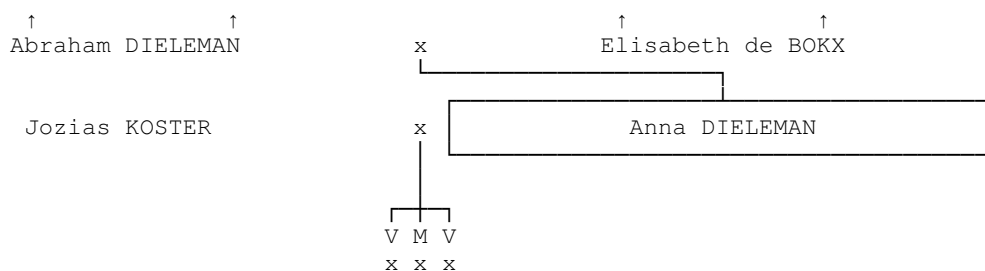 ↑ ↑ ↑ ↑
Abraham DIELEMAN x Elisabeth de BOKX
Jozias KOSTER x Anna DIELEMAN
V M V
x x x